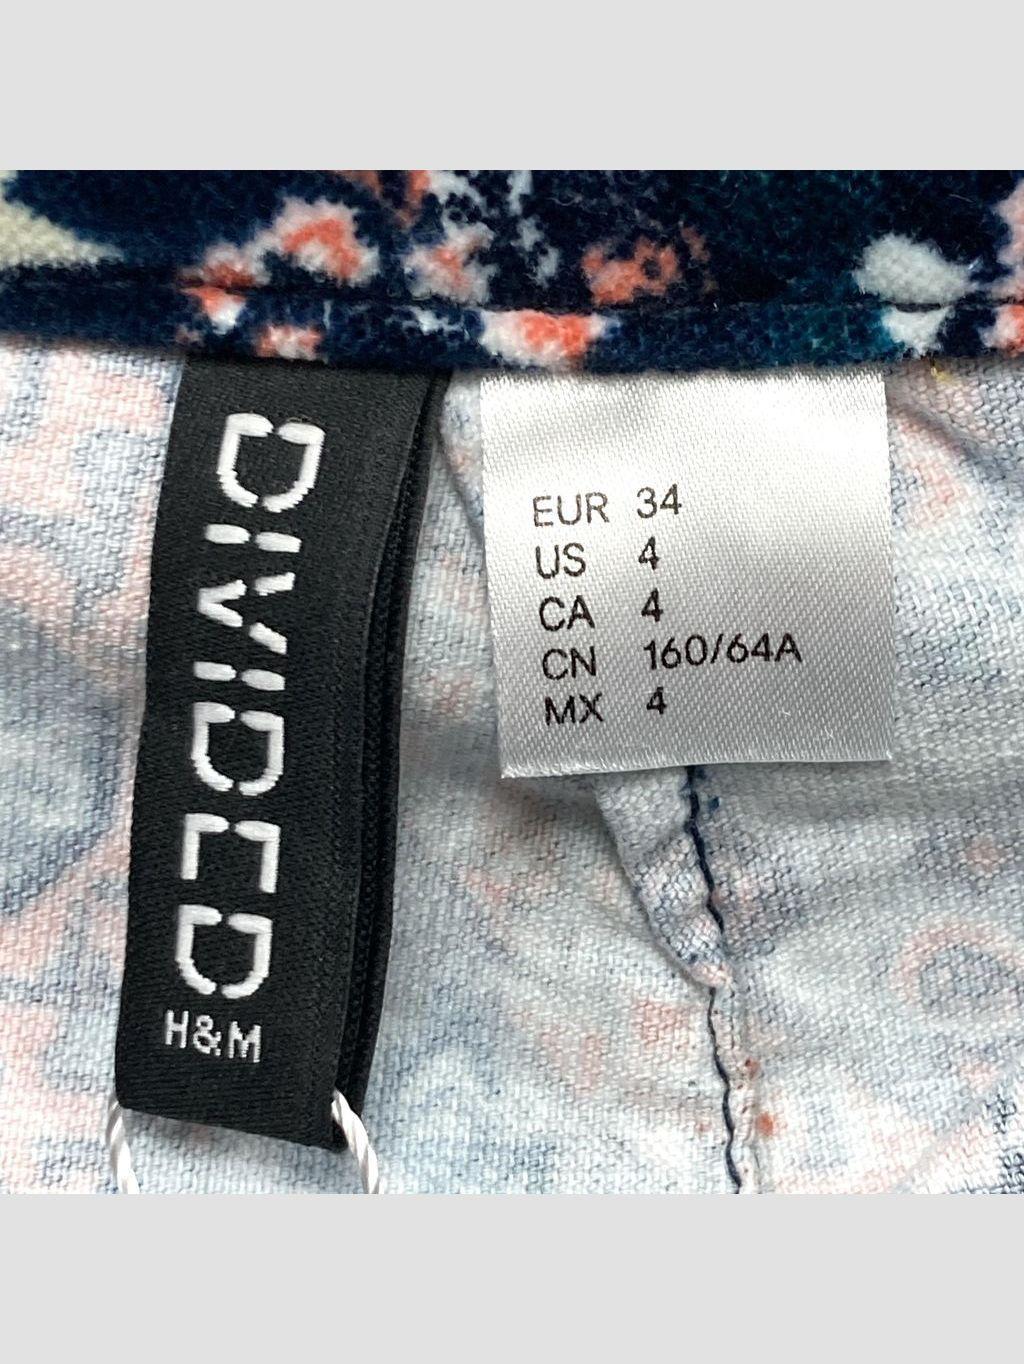 DIVIDED
H&M
EUR 34
US 4
CA 4
CN 160/64A
MX 4